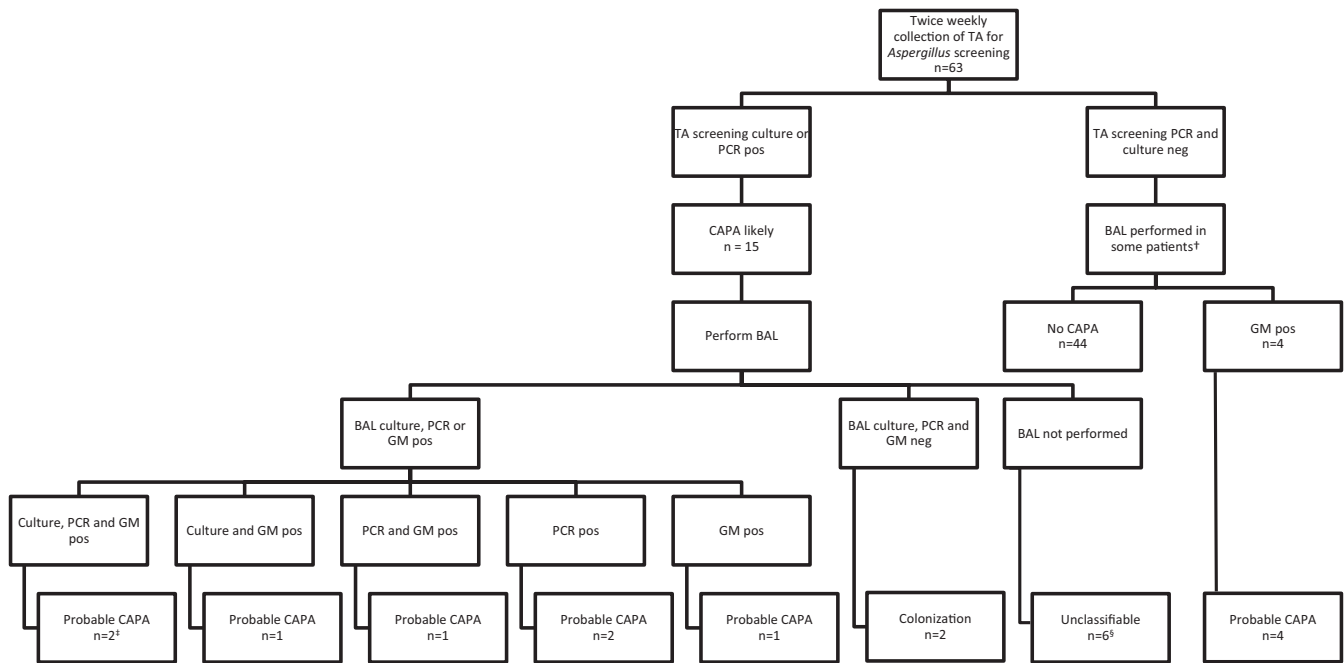 Twice weekly
collection of TA for
Aspergillus screening
n=63
TA screening culture or
PCR pos
TA screening PCR and
culture neg
CAPA likely
n = 15
BAL performed in
some patients†
Perform BAL
No CAPA
n=44
GM pos
n=4
BAL culture, PCR or
GM pos
BAL culture, PCR and
GM neg
BAL not performed
Culture, PCR and GM
pos
Culture and GM pos
PCR and GM pos
PCR pos
GM pos
Probable CAPA
n=2‡
Probable CAPA
n=1
Probable CAPA
n=1
Probable CAPA
n=2
Probable CAPA
n=1
Colonization
n=2
Unclassifiable
n=6§
Probable CAPA
n=4